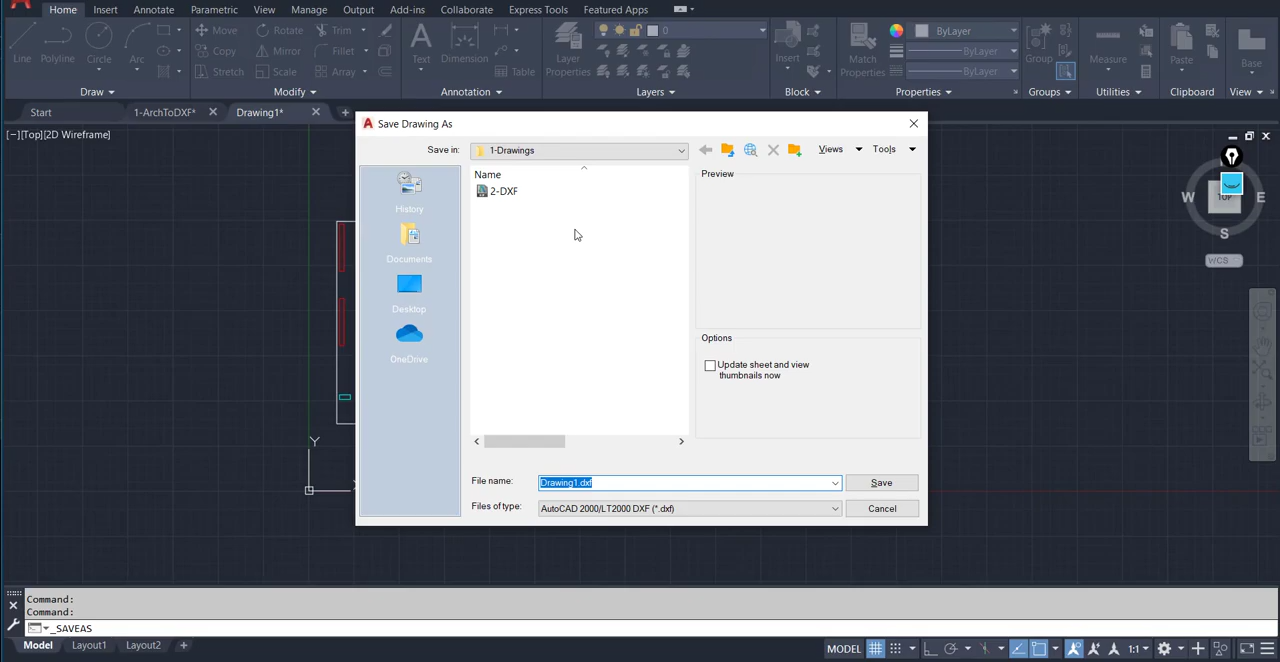 Home Insert Annotate Parametric View Manage Output Add-ins Collaborate Express Tools Featured Apps
Move Rotate Trim 0 ByLayer
Line Polyline Circle Arc Copy Mirror Fillet Text Dimension Layer Properties Insert Match Properties ByLayer Group Measure Paste Base
Stretch Scale Array Table ByLayer
Draw Modify Annotation Layers Block Properties Groups Utilities Clipboard View
Start 1-ArchToDXF* Drawing1*
[−][Top][2D Wireframe]
Save Drawing As
Save in: 1-Drawings Views Tools
Name
2-DXF
Preview
History
Documents
Desktop
OneDrive
Options
Update sheet and view
thumbnails now
File name: Drawing1.dxf Save
Files of type: AutoCAD 2000/LT2000 DXF (*.dxf) Cancel
W TOP E
S
WCS
Y
Command:
Command:
_SAVEAS
Model Layout1 Layout2 MODEL 1:1